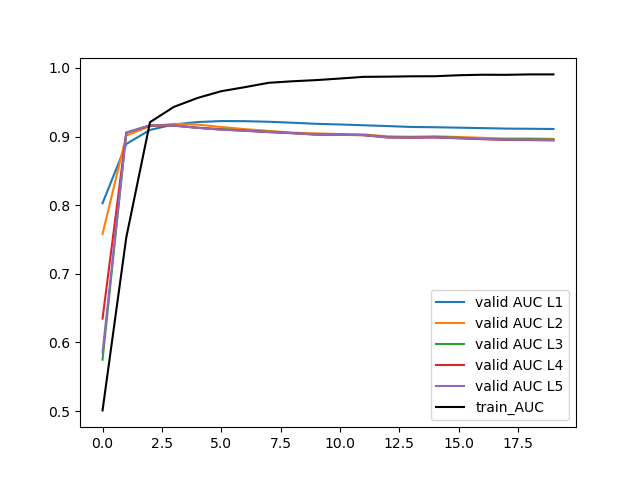 1.0
0.9
0.8
0.7
0.6
0.5
0.0 2.5 5.0 7.5 10.0 12.5 15.0 17.5
valid AUC L1
valid AUC L2
valid AUC L3
valid AUC L4
valid AUC L5
train_AUC